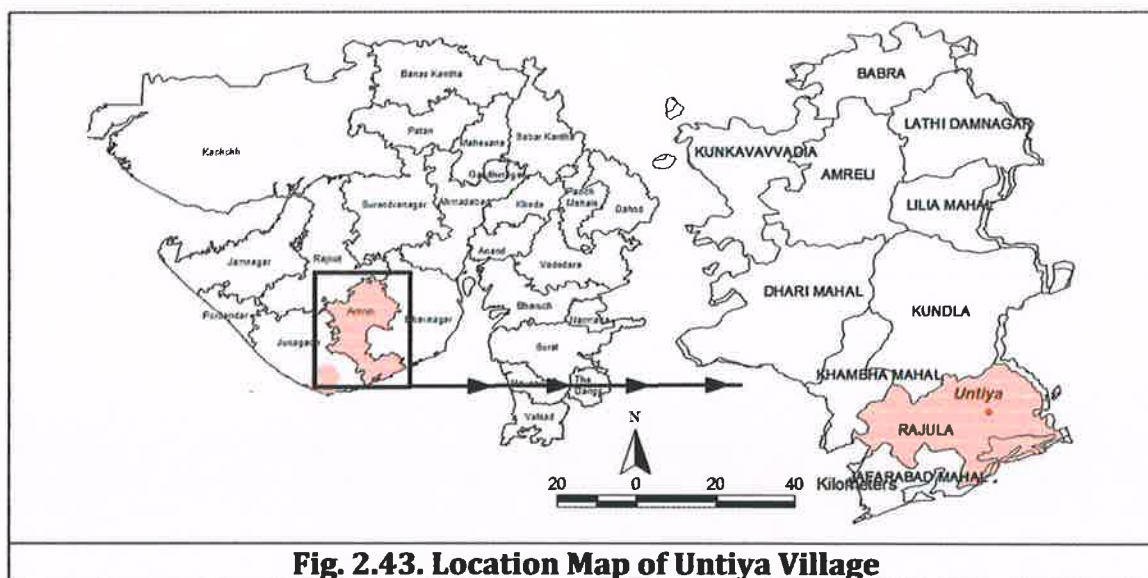 Kachchh
Banas Kantha
Patan
Mahesana
Sabar Kantha
Gandhinagar
Surendranagar
Ahmadabad
Kheda
Panch
Mahals
Dahod
Anand
Vadodara
Jamnagar
Rajkot
Porbandar
Junagadh
Amreli
Bhavnagar
Bharuch
Narmada
Surat
The
Dangs
Valsad
BABRA
LATHI DAMNAGAR
KUNKAVAVVADIA
AMRELI
LILIA MAHAL
DHARI MAHAL
KUNDLA
KHAMBHA MAHAL
Untiya
RAJULA
JAFARABAD MAHAL
N
20 0 20 40 Kilometers
Fig. 2.43. Location Map of Untiya Village